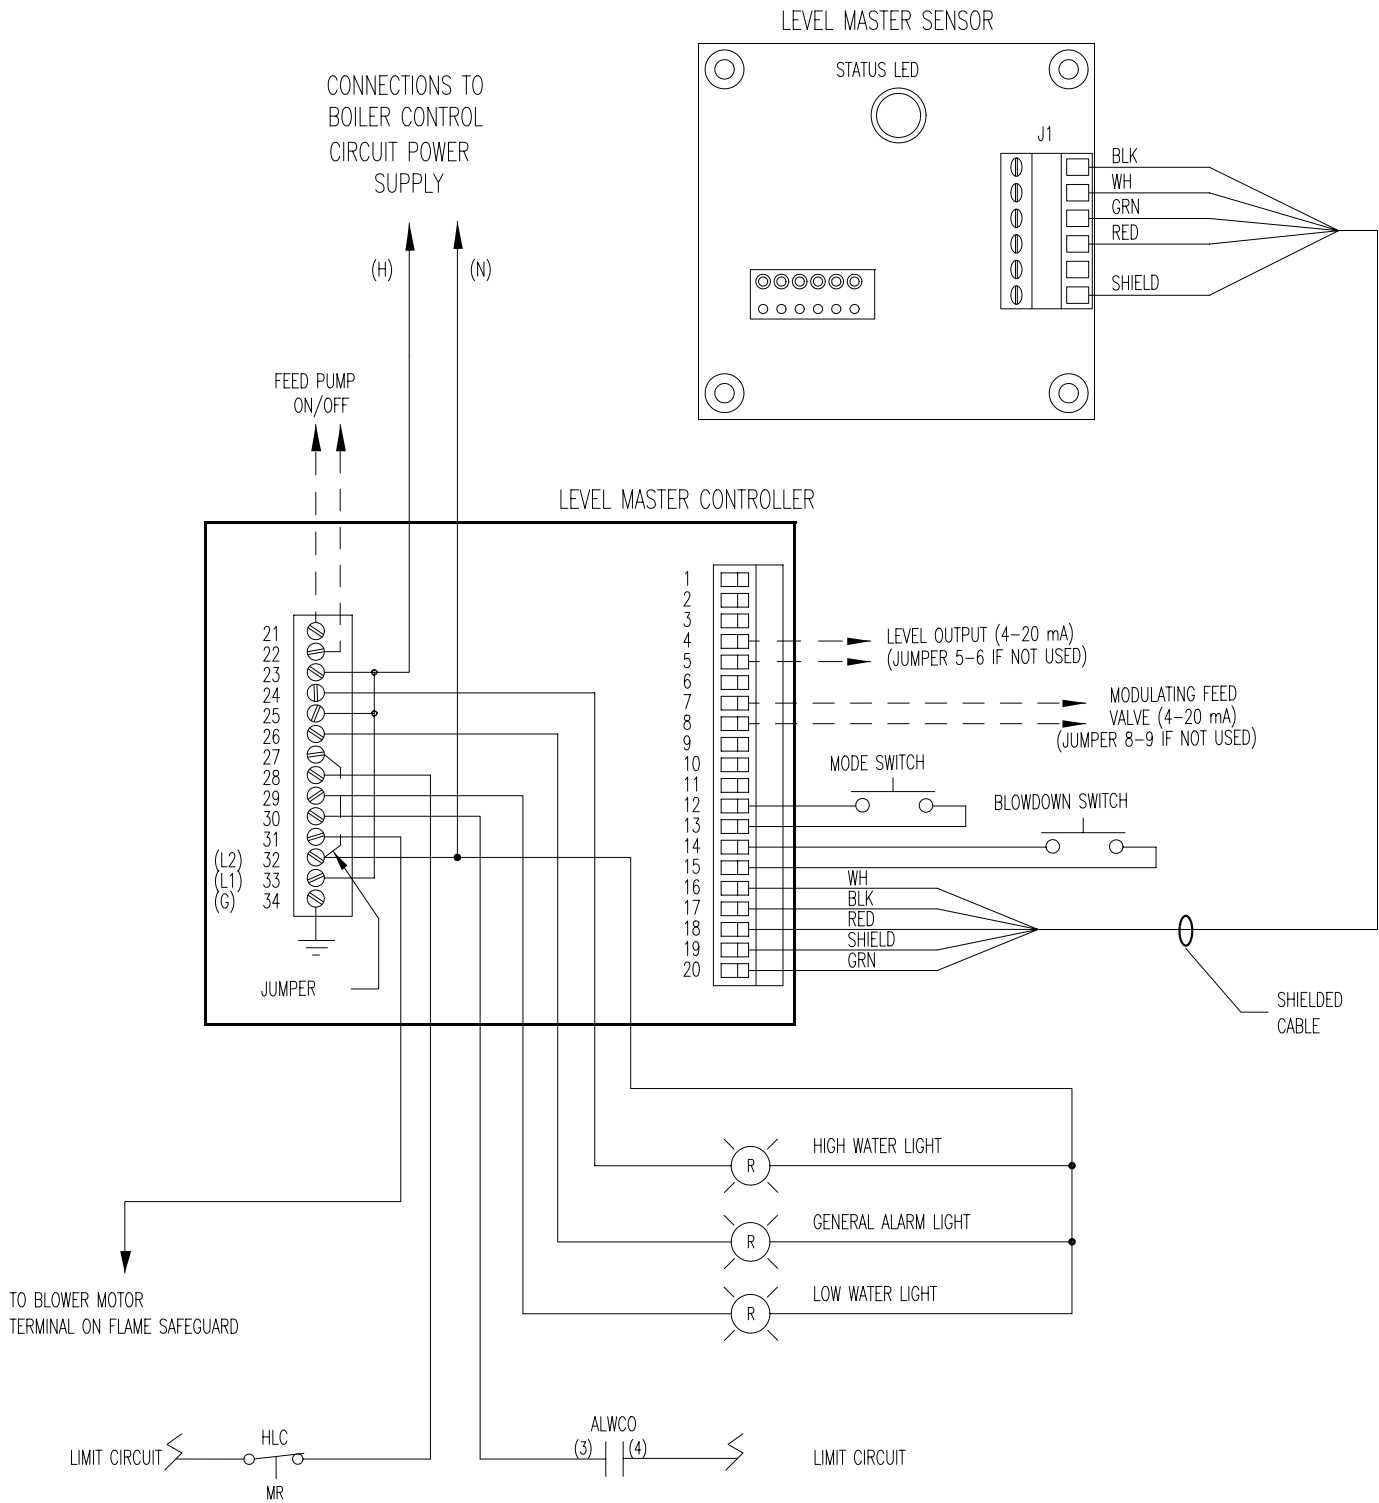 LEVEL MASTER SENSOR
STATUS LED
J1
BLK
WH
GRN
RED
SHIELD
CONNECTIONS TO
BOILER CONTROL
CIRCUIT POWER
SUPPLY
(H)
(N)
FEED PUMP
ON/OFF
LEVEL MASTER CONTROLLER
21
22
23
24
25
26
27
28
29
30
31
(L2) 32
(L1) 33
(G) 34
JUMPER
1
2
3
4
5
6
7
8
9
10
11
12
13
14
15
16
17
18
19
20
LEVEL OUTPUT (4-20 mA)
(JUMPER 5-6 IF NOT USED)
MODULATING FEED
VALVE (4-20 mA)
(JUMPER 8-9 IF NOT USED)
MODE SWITCH
BLOWDOWN SWITCH
WH
BLK
RED
SHIELD
GRN
SHIELDED
CABLE
R
HIGH WATER LIGHT
R
GENERAL ALARM LIGHT
R
LOW WATER LIGHT
TO BLOWER MOTOR
TERMINAL ON FLAME SAFEGUARD
LIMIT CIRCUIT
HLC
MR
ALWCO
(3) (4)
LIMIT CIRCUIT